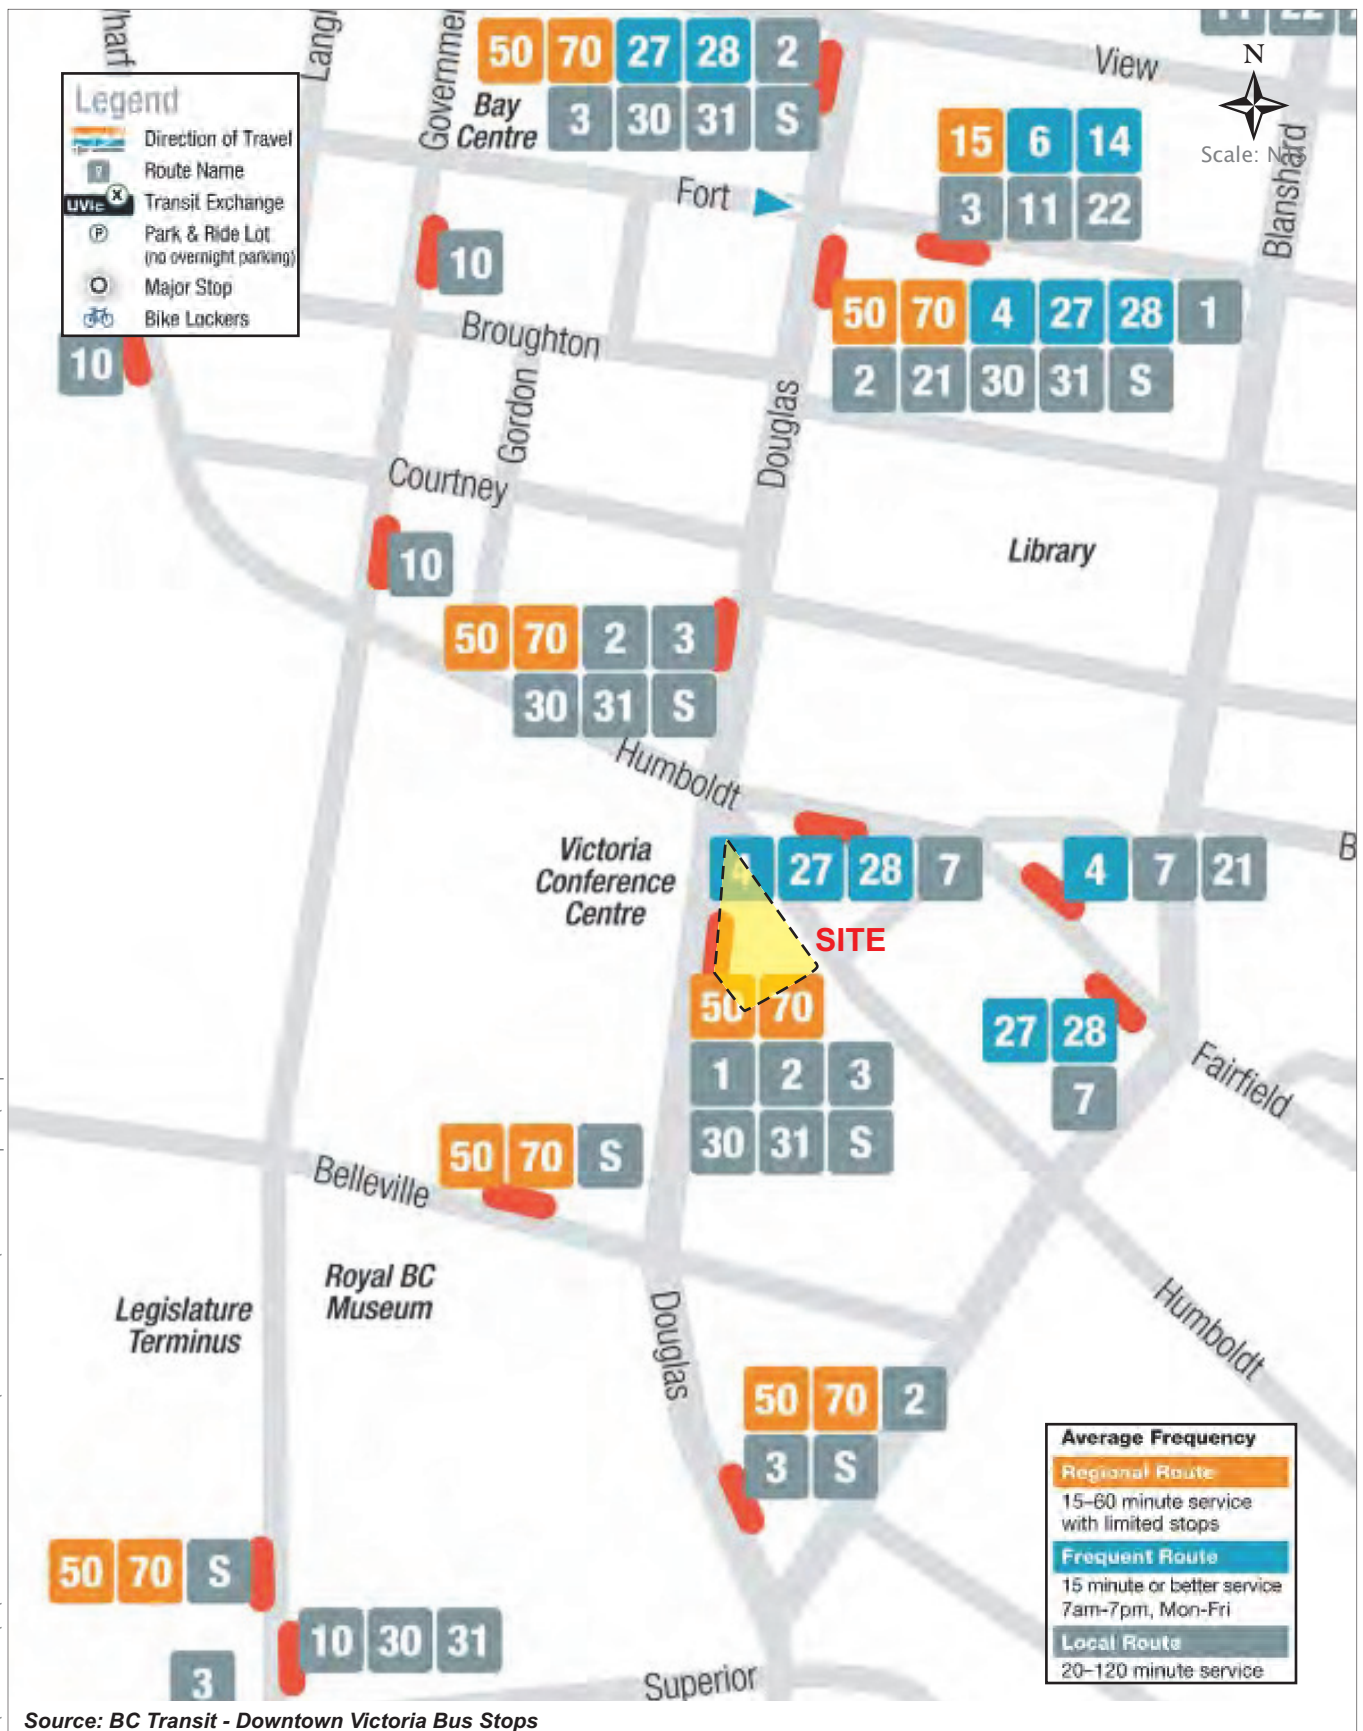 Wharf
Langl
Governmen
50 70 27 28 2
3 30 31 S
Bay
Centre
View
11 22
N
Scale: NTS
Blanshard
Legend
Direction of Travel
Route Name
UVic X Transit Exchange
P Park & Ride Lot
(no overnight parking)
Major Stop
Bike Lockers
15 6 14
3 11 22
Fort
10
50 70 4 27 28 1
2 21 30 31 S
Broughton
10
Gordon
Douglas
Courtney
10
Library
50 70 2 3
30 31 S
Humboldt
Victoria
Conference
Centre
4 27 28 7
4 7 21
B
SITE
50 70
1 2 3
30 31 S
27 28
7
Fairfield
50 70 S
Belleville
Royal BC
Museum
Legislature
Terminus
Douglas
Humboldt
50 70 2
3 S
50 70 S
10 30 31
3
Superior
Average Frequency
Regional Route
15–60 minute service
with limited stops
Frequent Route
15 minute or better service
7am-7pm, Mon-Fri
Local Route
20–120 minute service
Source: BC Transit - Downtown Victoria Bus Stops